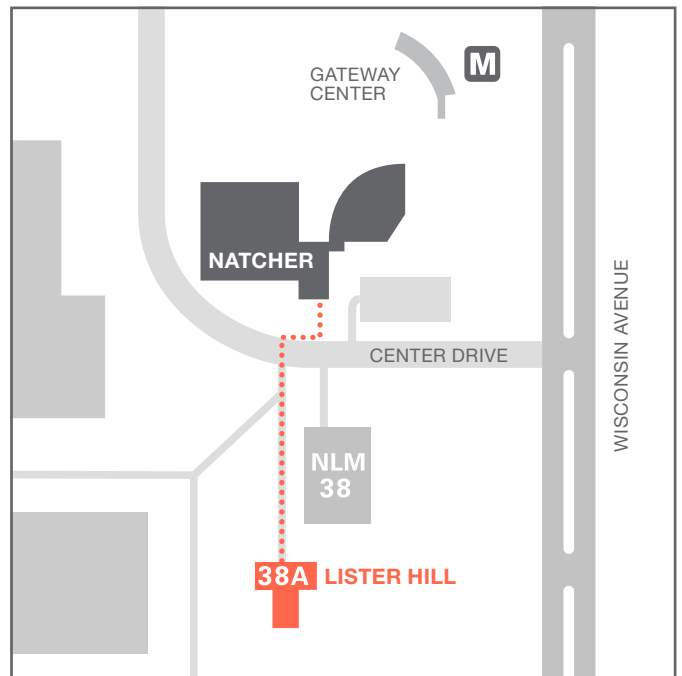 GATEWAY
CENTER
M
NATCHER
CENTER DRIVE
WISCONSIN AVENUE
NLM
38
38A LISTER HILL